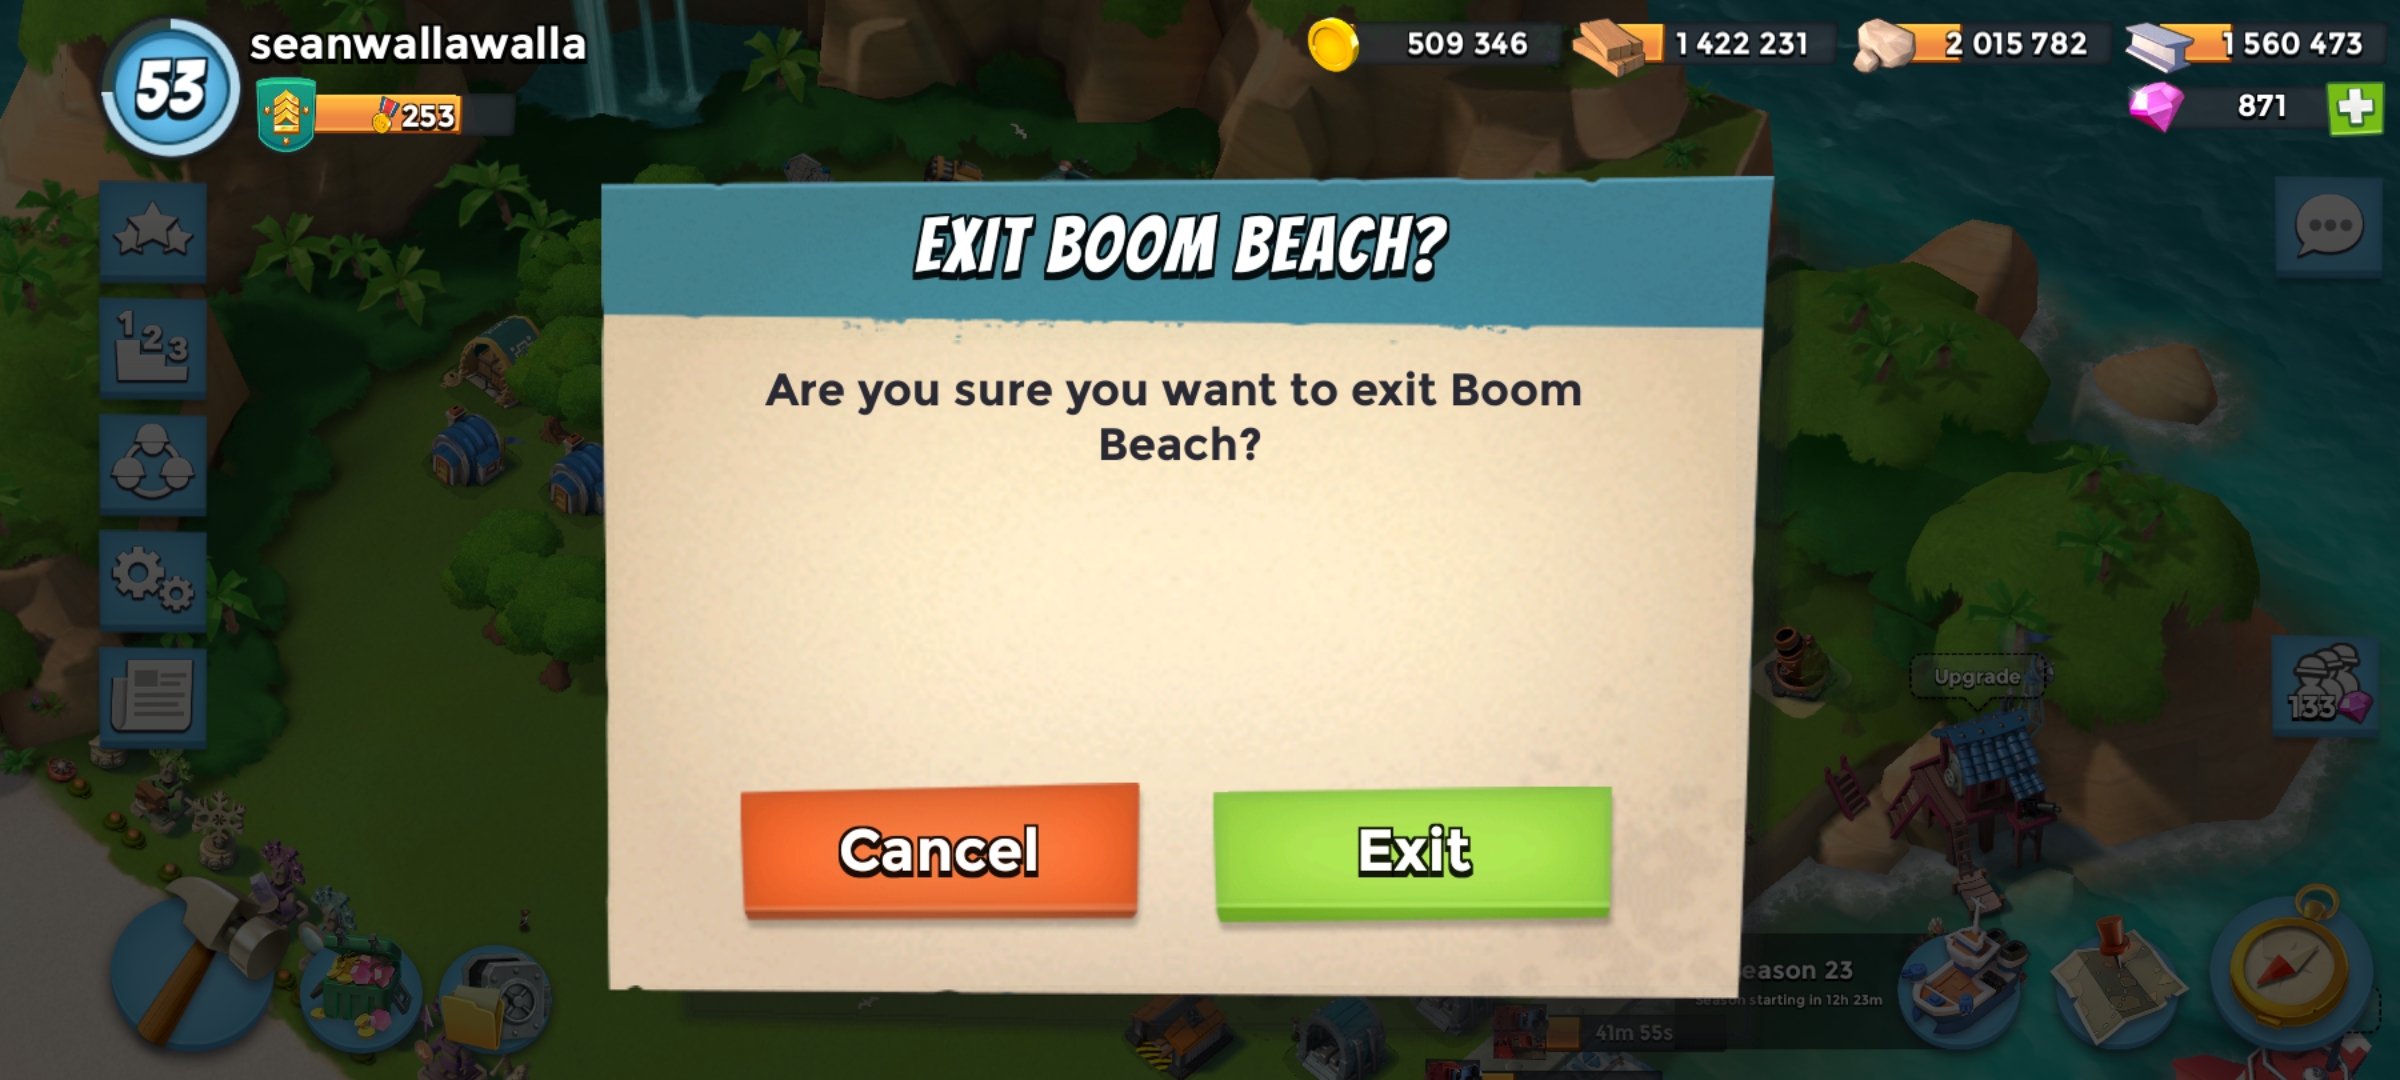 53
seanwallawalla
253
509 346
1 422 231
2 015 782
1 560 473
871
1 2 3
EXIT BOOM BEACH?
Are you sure you want to exit Boom
Beach?
Upgrade
133
Cancel
Exit
eason 23
Season starting in 12h 23m
41m 55s